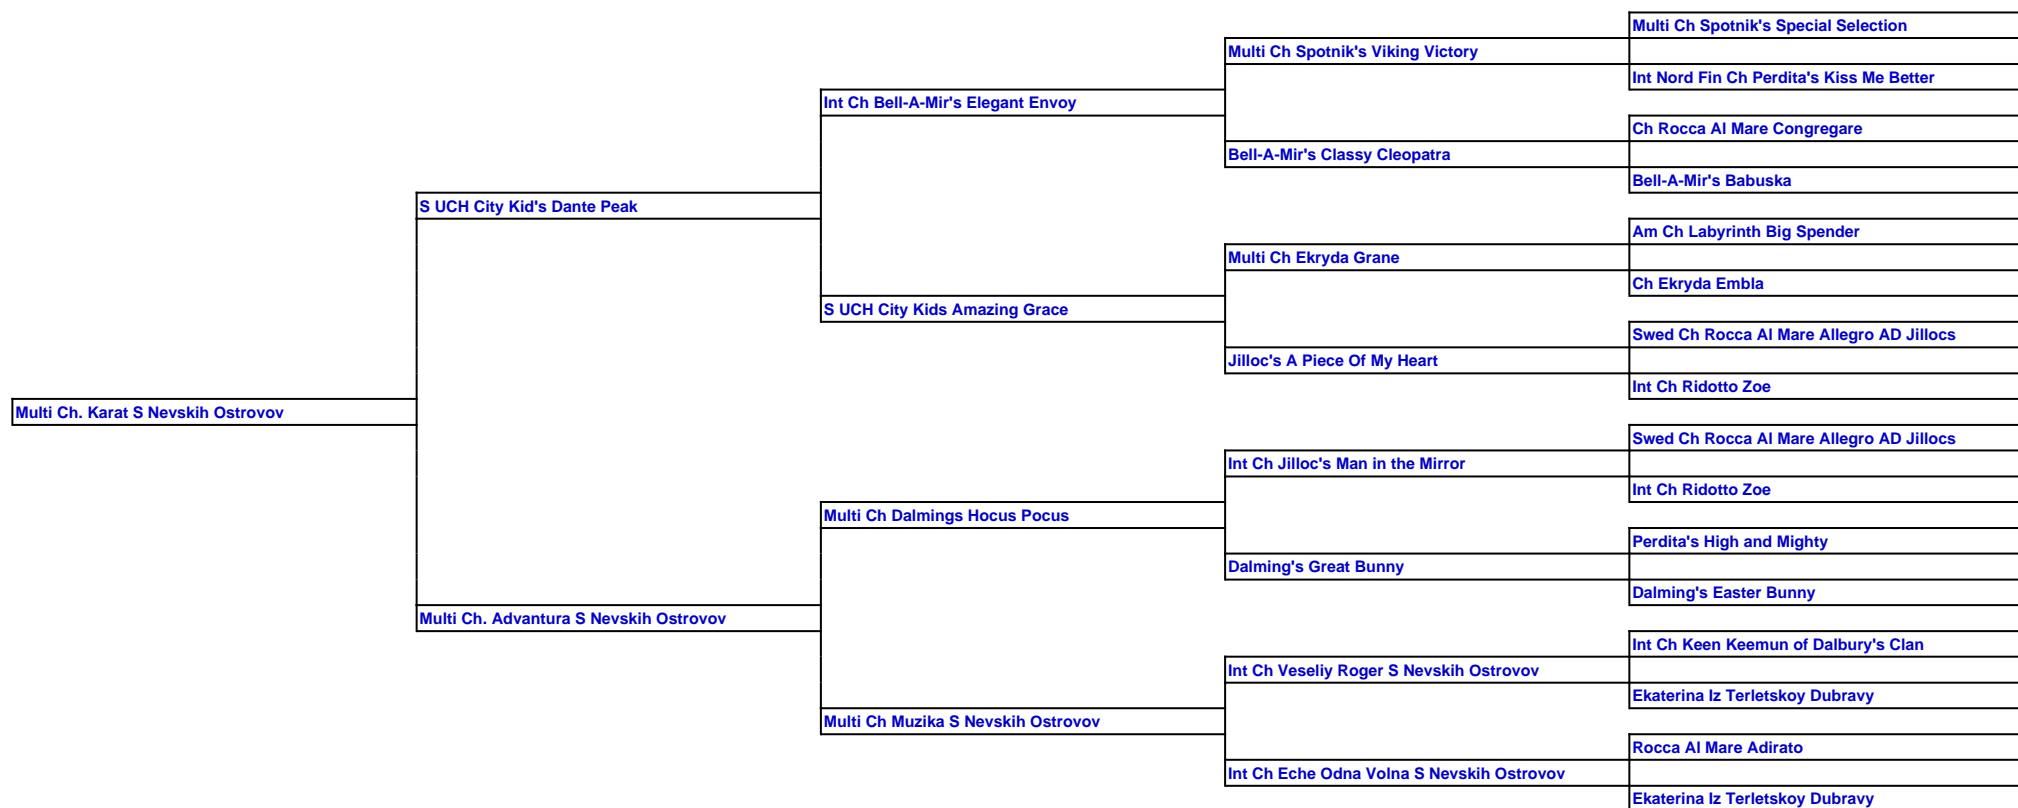 Multi Ch Spotnik's Special Selection
Multi Ch Spotnik's Viking Victory
Int Nord Fin Ch Perdita's Kiss Me Better
Int Ch Bell-A-Mir's Elegant Envoy
Ch Rocca Al Mare Congregare
Bell-A-Mir's Classy Cleopatra
Bell-A-Mir's Babuska
S UCH City Kid's Dante Peak
Am Ch Labyrinth Big Spender
Multi Ch Ekryda Grane
Ch Ekryda Embla
S UCH City Kids Amazing Grace
Swed Ch Rocca Al Mare Allegro AD Jillocs
Jilloc's A Piece Of My Heart
Int Ch Ridotto Zoe
Multi Ch. Karat S Nevskih Ostrovov
Swed Ch Rocca Al Mare Allegro AD Jillocs
Int Ch Jilloc's Man in the Mirror
Int Ch Ridotto Zoe
Multi Ch Dalmings Hocus Pocus
Perdita's High and Mighty
Dalming's Great Bunny
Dalming's Easter Bunny
Multi Ch. Advantura S Nevskih Ostrovov
Int Ch Keen Keemun of Dalbury's Clan
Int Ch Veseliy Roger S Nevskih Ostrovov
Ekaterina Iz Terletskoy Dubravy
Multi Ch Muzika S Nevskih Ostrovov
Rocca Al Mare Adirato
Int Ch Eche Odna Volna S Nevskih Ostrovov
Ekaterina Iz Terletskoy Dubravy